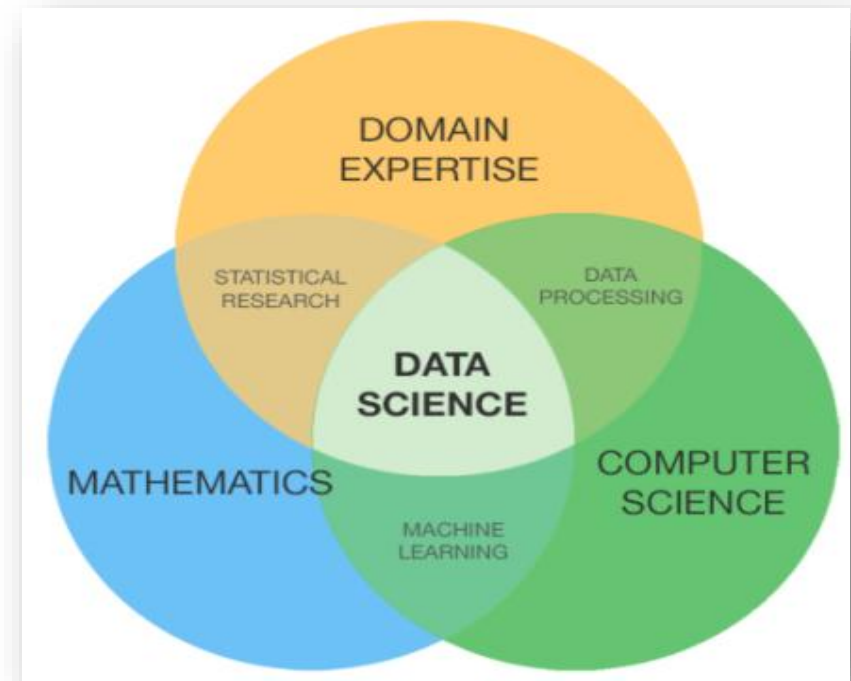 DOMAIN
EXPERTISE
STATISTICAL
RESEARCH
DATA
PROCESSING
DATA
SCIENCE
MATHEMATICS
COMPUTER
SCIENCE
MACHINE
LEARNING